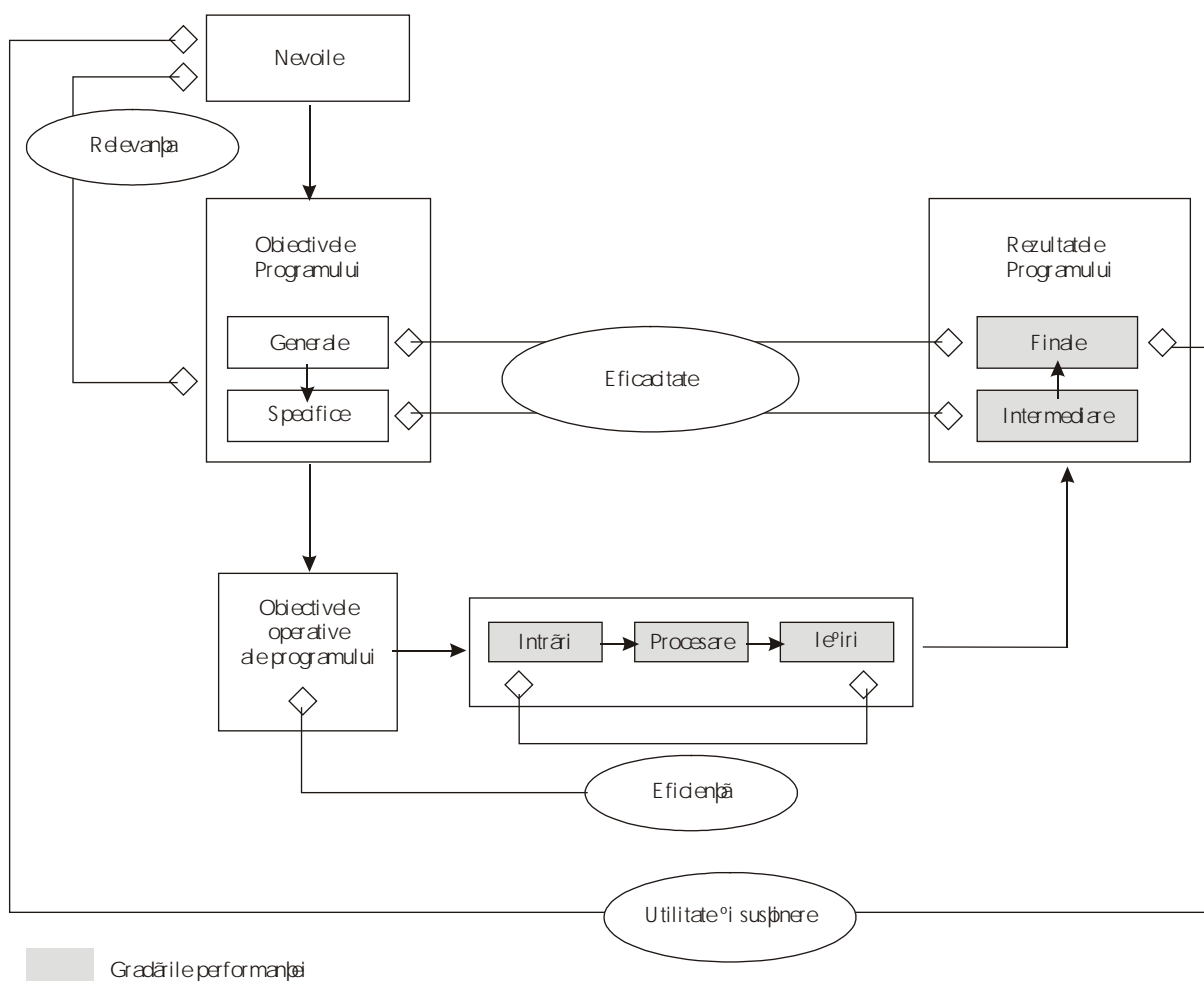 Nevoile
Relevanþa
Obiectivele
Programului
Generale
Specifice
Eficacitate
Rezultatele
Programului
Finale
Intermediare
Obiectivele
operative
ale programului
Intrãri
Procesare
Ieºiri
Eficienþã
Utilitate ºi susþinere
Gradãrile performanþei